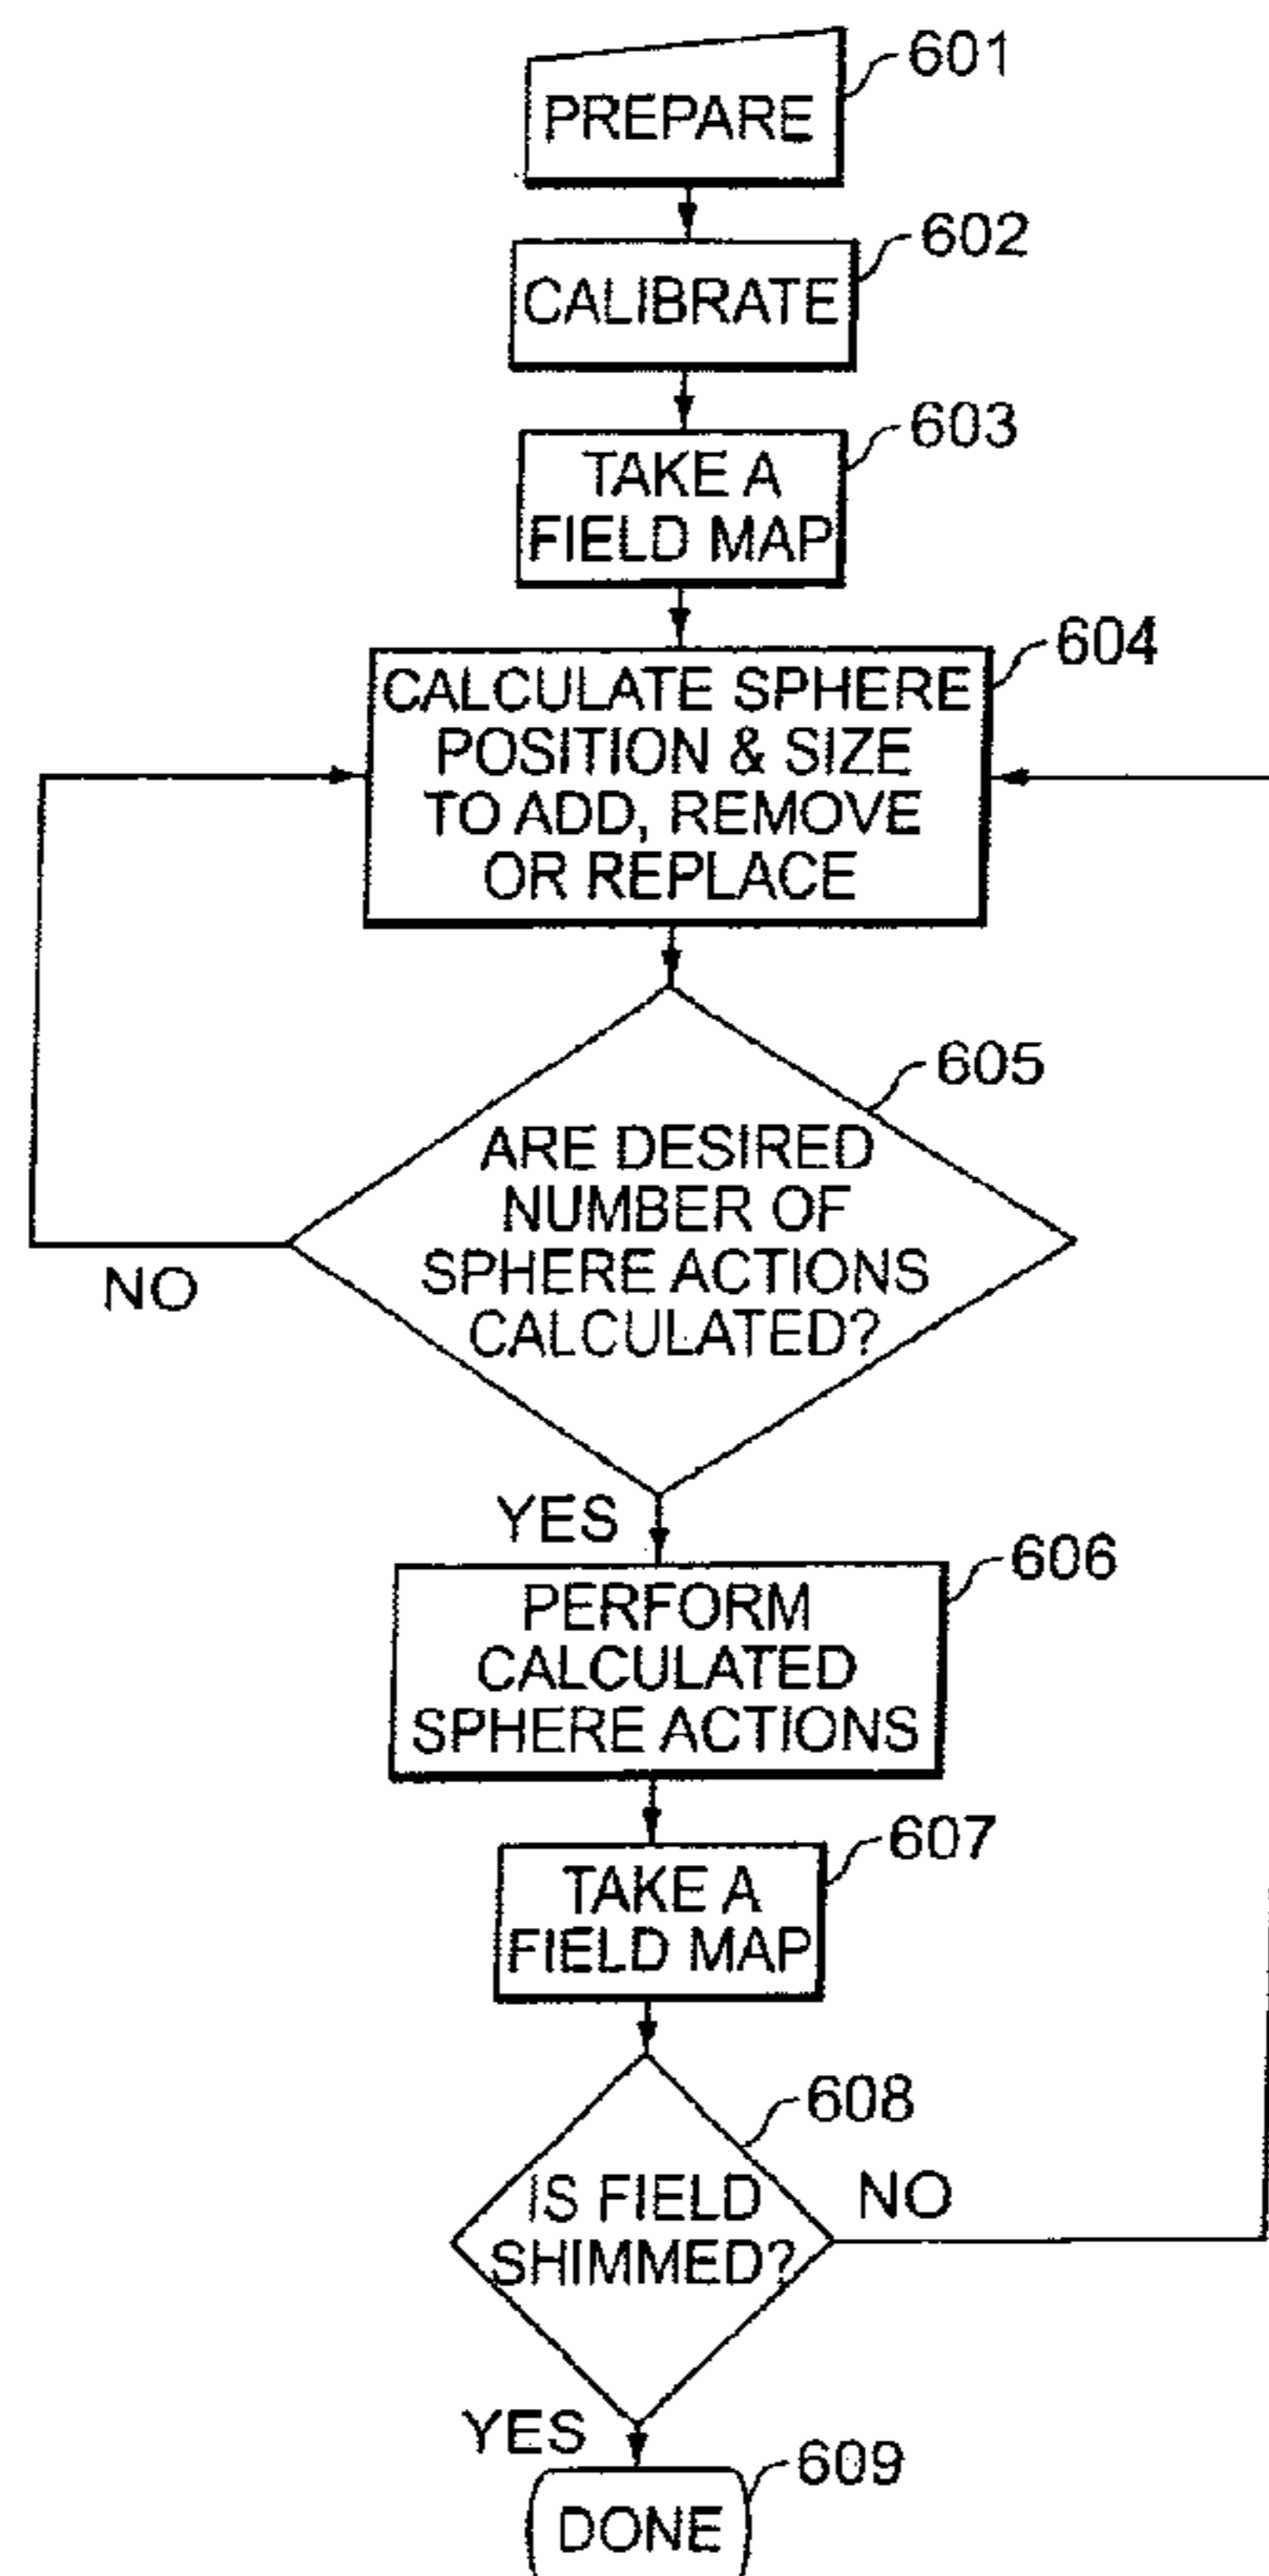 601
PREPARE
602
CALIBRATE
603
TAKE A
FIELD MAP
604
CALCULATE SPHERE
POSITION & SIZE
TO ADD, REMOVE
OR REPLACE
605
ARE DESIRED
NUMBER OF
SPHERE ACTIONS
CALCULATED?
NO
YES
606
PERFORM
CALCULATED
SPHERE ACTIONS
607
TAKE A
FIELD MAP
608
IS FIELD
SHIMMED?
NO
YES
609
DONE